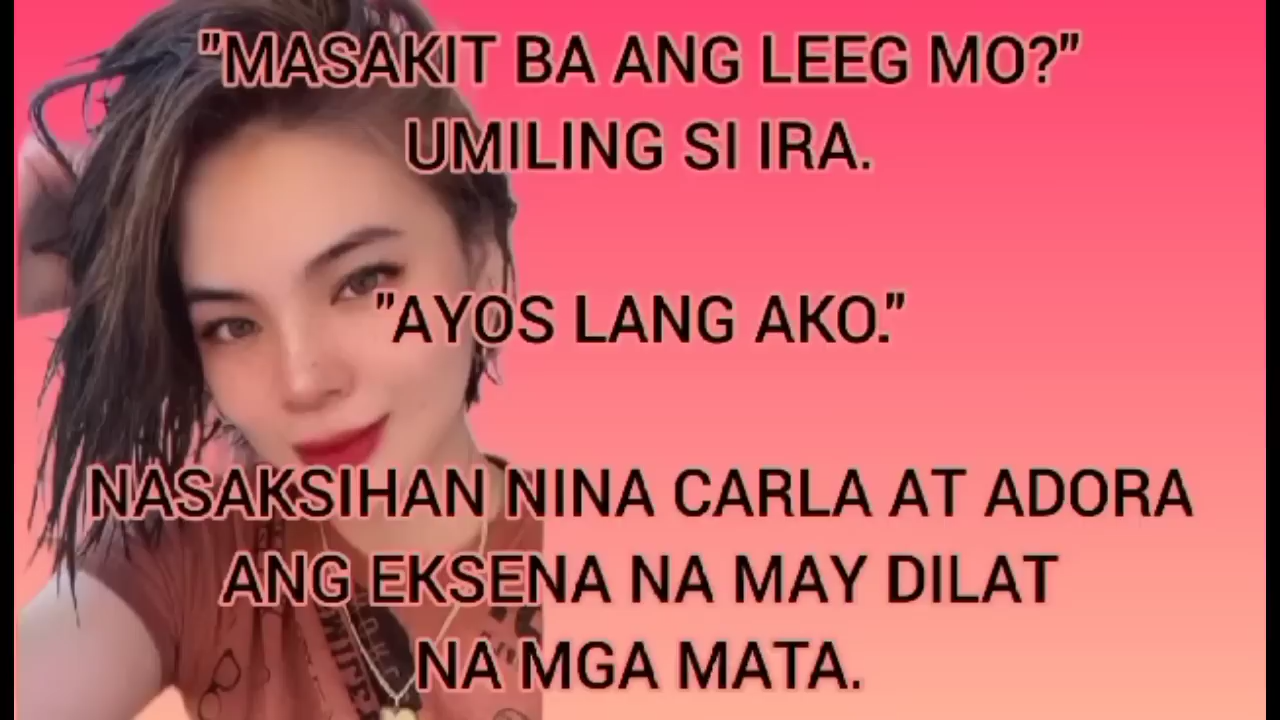 "MASAKIT BA ANG LEEG MO?"
UMILING SI IRA.
"AYOS LANG AKO."
NASAKSIHAN NINA CARLA AT ADORA
ANG EKSENA NA MAY DILAT
NA MGA MATA.